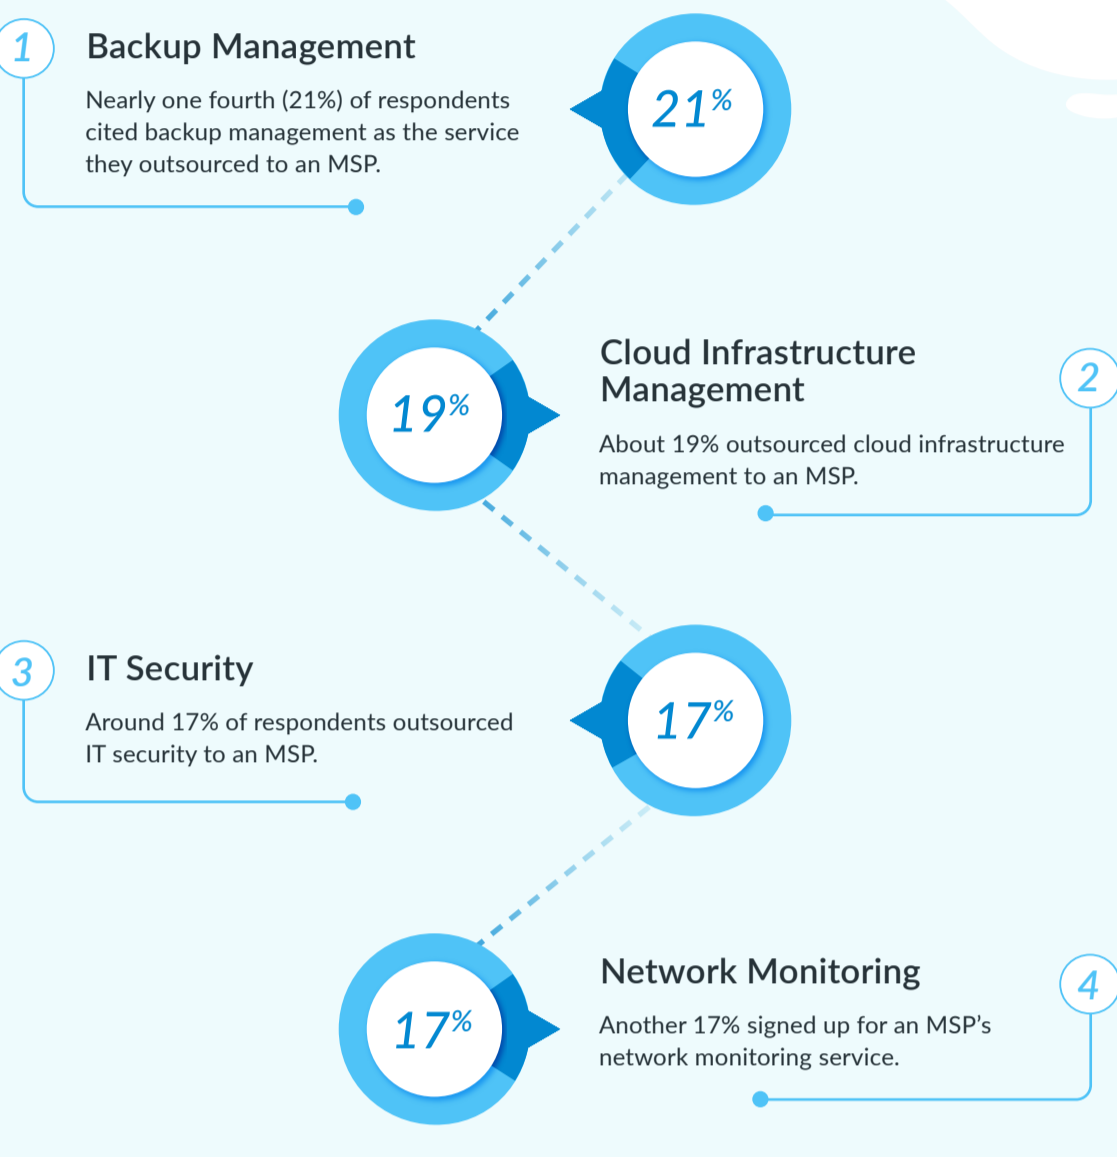 1
Backup Management
Nearly one fourth (21%) of respondents
cited backup management as the service
they outsourced to an MSP.
21%
19%
Cloud Infrastructure
Management
About 19% outsourced cloud infrastructure
management to an MSP.
2
3
IT Security
Around 17% of respondents outsourced
IT security to an MSP.
17%
17%
Network Monitoring
Another 17% signed up for an MSP’s
network monitoring service.
4